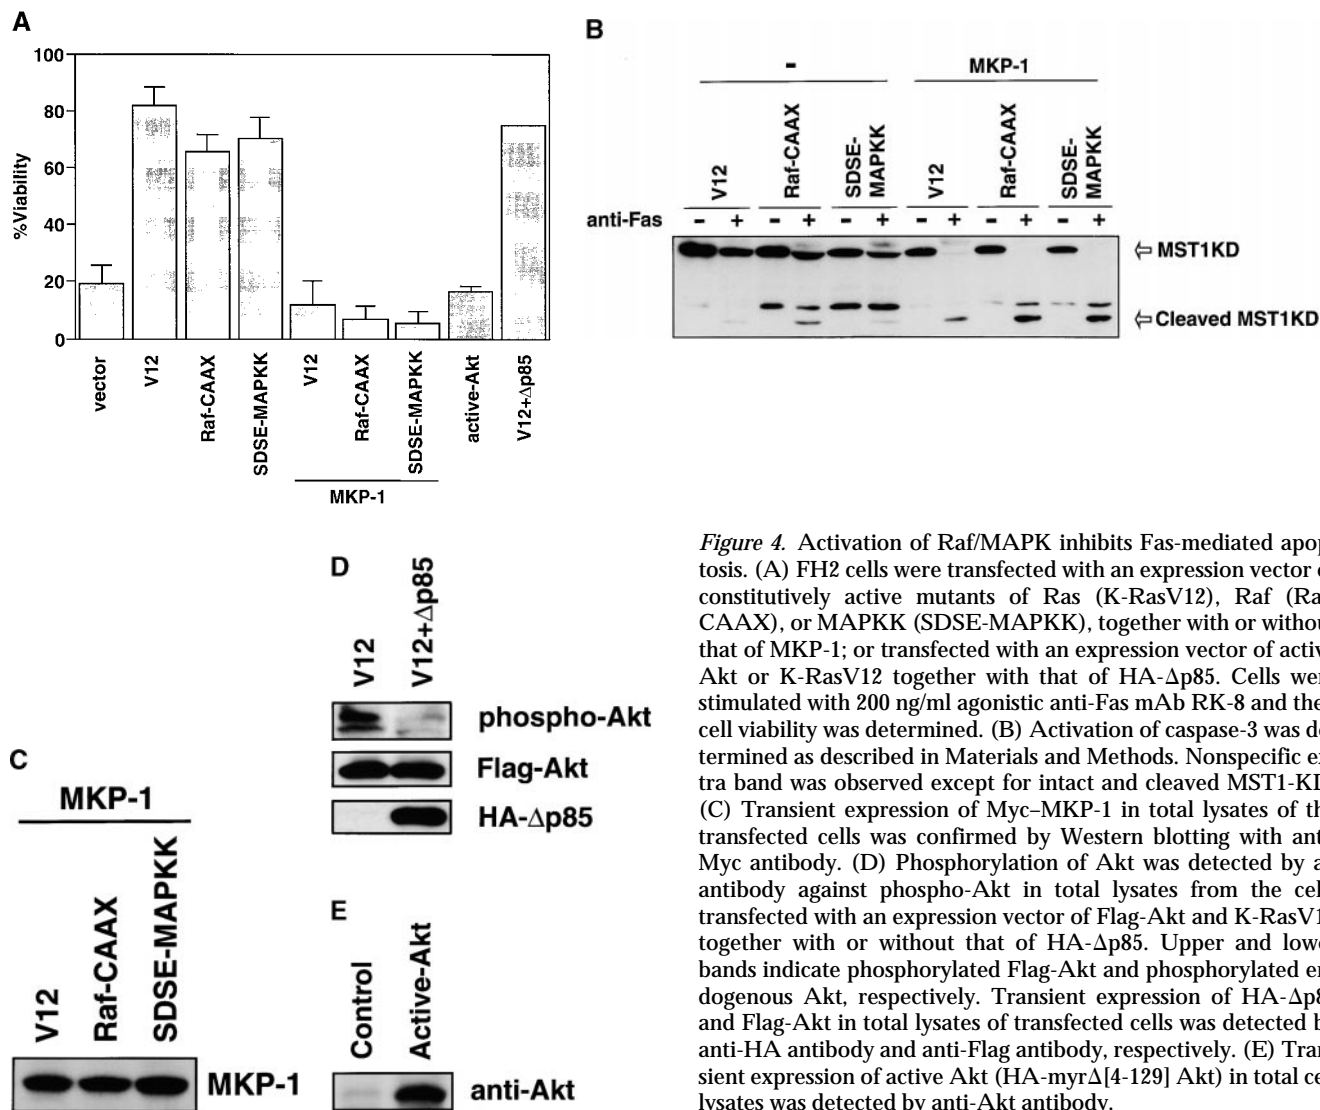 A
100
80
60
40
20
0
%Viability
vector
V12
Raf-CAAX
SDSE-MAPKK
V12
Raf-CAAX
SDSE-MAPKK
active-Akt
V12+Δp85
MKP-1
B
-
MKP-1
V12
Raf-CAAX
SDSE-
MAPKK
V12
Raf-CAAX
SDSE-
MAPKK
anti-Fas
- + - + - + - + - + - +
⇦ MST1KD
⇦ Cleaved MST1KD
C
MKP-1
V12
Raf-CAAX
SDSE-MAPKK
MKP-1
D
V12
V12+Δp85
phospho-Akt
Flag-Akt
HA-Δp85
E
Control
Active-Akt
anti-Akt
Figure 4. Activation of Raf/MAPK inhibits Fas-mediated apop
tosis. (A) FH2 cells were transfected with an expression vector
constitutively active mutants of Ras (K-RasV12), Raf (Ra
CAAX), or MAPKK (SDSE-MAPKK), together with or withou
that of MKP-1; or transfected with an expression vector of activ
Akt or K-RasV12 together with that of HA-Δp85. Cells wer
stimulated with 200 ng/ml agonistic anti-Fas mAb RK-8 and the
cell viability was determined. (B) Activation of caspase-3 was de
termined as described in Materials and Methods. Nonspecific ex
tra band was observed except for intact and cleaved MST1-KD
(C) Transient expression of Myc–MKP-1 in total lysates of th
transfected cells was confirmed by Western blotting with ant
Myc antibody. (D) Phosphorylation of Akt was detected by a
antibody against phospho-Akt in total lysates from the cel
transfected with an expression vector of Flag-Akt and K-RasV1
together with or without that of HA-Δp85. Upper and lowe
bands indicate phosphorylated Flag-Akt and phosphorylated en
dogenous Akt, respectively. Transient expression of HA-Δp8
and Flag-Akt in total lysates of transfected cells was detected b
anti-HA antibody and anti-Flag antibody, respectively. (E) Tran
sient expression of active Akt (HA-myrΔ[4-129] Akt) in total ce
lysates was detected by anti-Akt antibody.